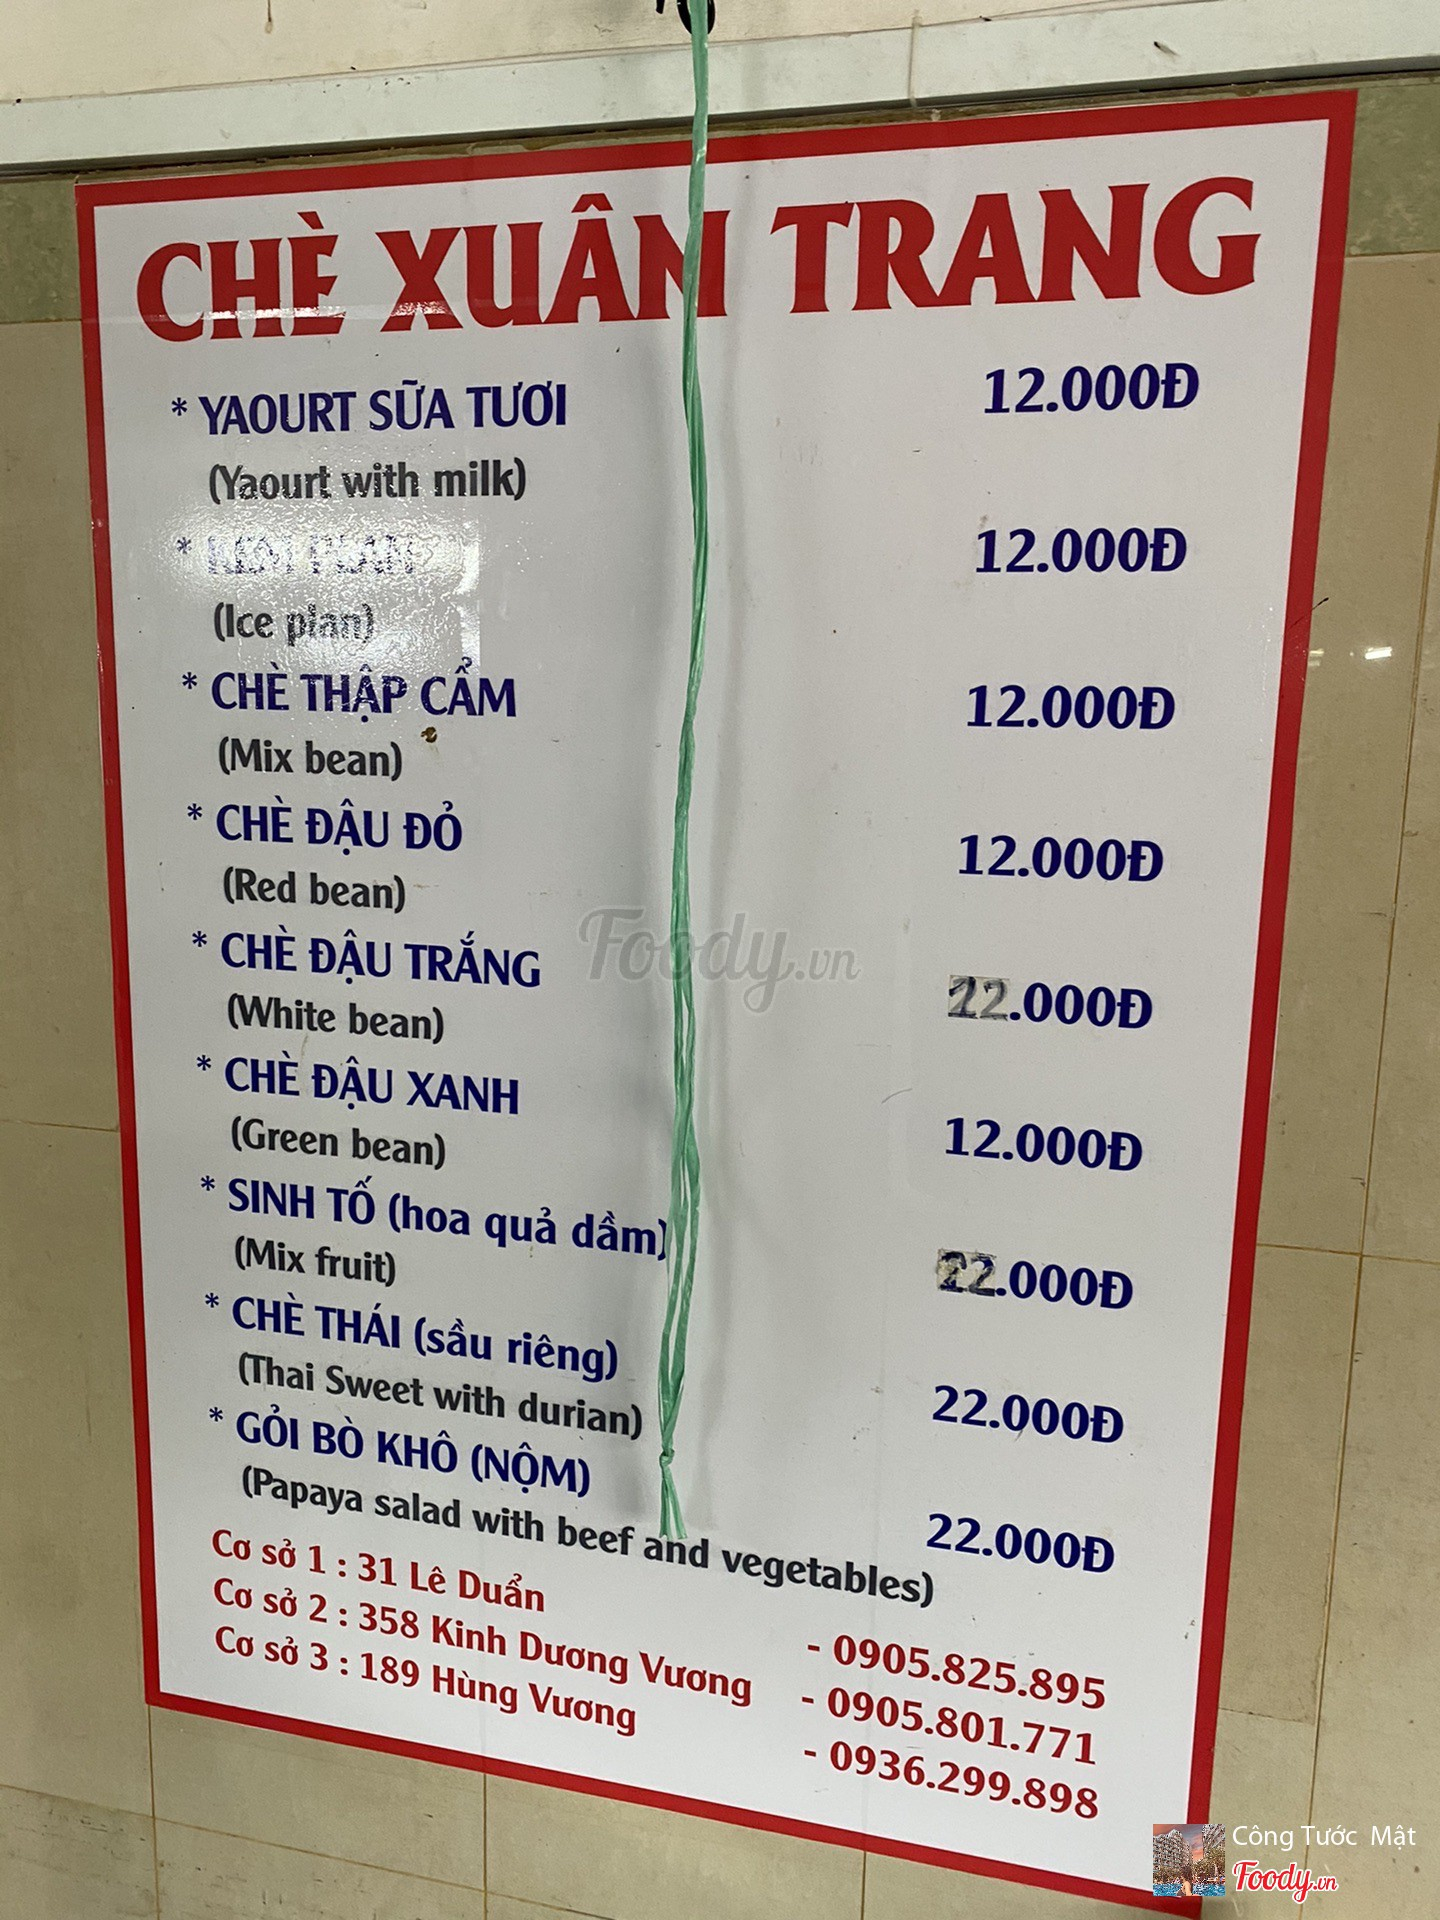 CHÈ XUÂN TRANG
* YAOURT SỮA TƯƠI 12.000Đ
(Yaourt with milk)
* KEM PLAN 12.000Đ
(Ice plan)
* CHÈ THẬP CẨM 12.000Đ
(Mix bean)
* CHÈ ĐẬU ĐỎ 12.000Đ
(Red bean)
* CHÈ ĐẬU TRẮNG .000Đ
(White bean)
* CHÈ ĐẬU XANH 12.000Đ
(Green bean)
* SINH TỐ (hoa quả dầm) 22.000Đ
(Mix fruit)
* CHÈ THÁI (sầu riêng) 22.000Đ
(Thai Sweet with durian)
* GỎI BÒ KHÔ (NỘM) 22.000Đ
(Papaya salad with beef and vegetables)
Cơ sở 1 : 31 Lê Duẩn - 0905.825.895
Cơ sở 2 : 358 Kinh Dương Vương - 0905.801.771
Cơ sở 3 : 189 Hùng Vương - 0936.299.898
Foody.vn
Công Tước Mật
Foody.vn